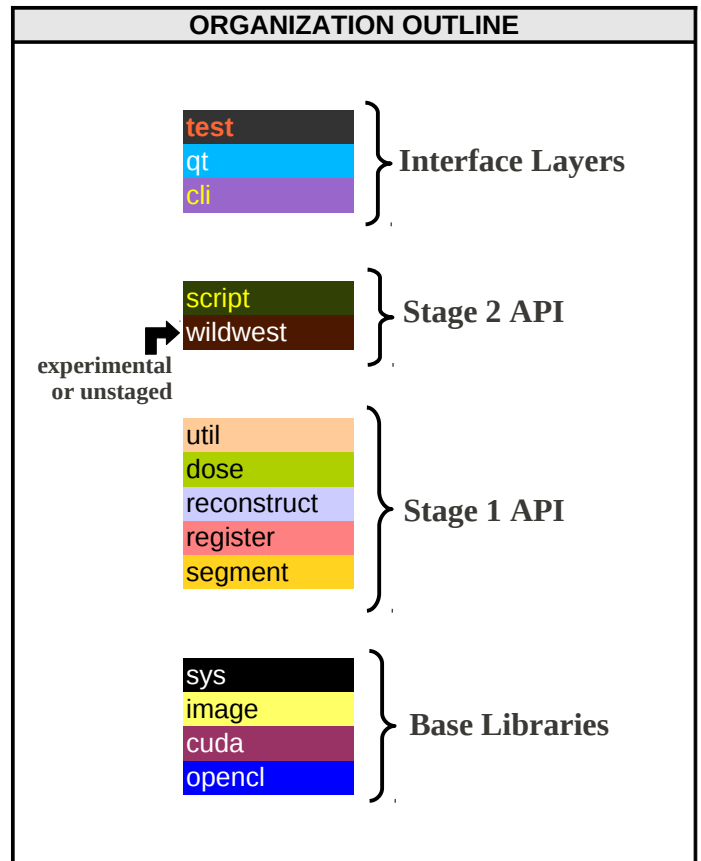 ORGANIZATION OUTLINE
test
qt
cli
Interface Layers
script
wildwest
Stage 2 API
experimental
or unstaged
util
dose
reconstruct
register
segment
Stage 1 API
sys
image
cuda
opencl
Base Libraries